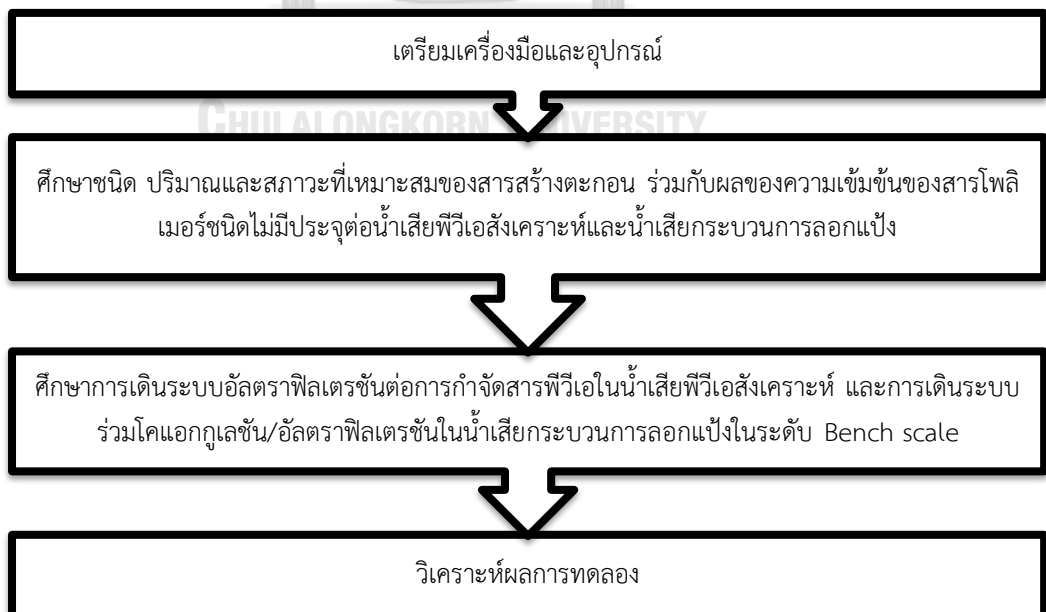 เตรียมเครื่องมือและอุปกรณ์
CHULALONGKORN UNIVERSITY
ศึกษาชนิด ปริมาณและสภาวะที่เหมาะสมของสารสร้างตะกอน ร่วมกับผลของความเข้มข้นของสารโพลิ
เมอร์ชนิดไม่มีประจุต่อน้ำเสียพีวีเอสังเคราะห์และน้ำเสียกระบวนการลอกแป้ง
ศึกษาการเดินระบบอัลตราฟิลเตรชันต่อการกำจัดสารพีวีเอในน้ำเสียพีวีเอสังเคราะห์ และการเดินระบบ
ร่วมโคแอกกูเลชัน/อัลตราฟิลเตรชันในน้ำเสียกระบวนการลอกแป้งในระดับ Bench scale
วิเคราะห์ผลการทดลอง